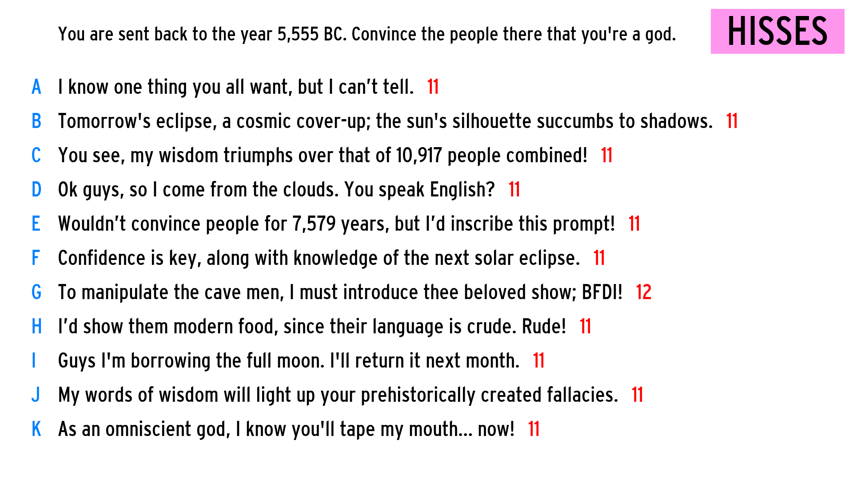 You are sent back to the year 5,555 BC. Convince the people there that you're a god.
HISSES
A I know one thing you all want, but I can’t tell. 11
B Tomorrow's eclipse, a cosmic cover-up; the sun's silhouette succumbs to shadows. 11
C You see, my wisdom triumphs over that of 10,917 people combined! 11
D Ok guys, so I come from the clouds. You speak English? 11
E Wouldn’t convince people for 7,579 years, but I’d inscribe this prompt! 11
F Confidence is key, along with knowledge of the next solar eclipse. 11
G To manipulate the cave men, I must introduce thee beloved show; BFDI! 12
H I’d show them modern food, since their language is crude. Rude! 11
I Guys I'm borrowing the full moon. I'll return it next month. 11
J My words of wisdom will light up your prehistorically created fallacies. 11
K As an omniscient god, I know you'll tape my mouth... now! 11